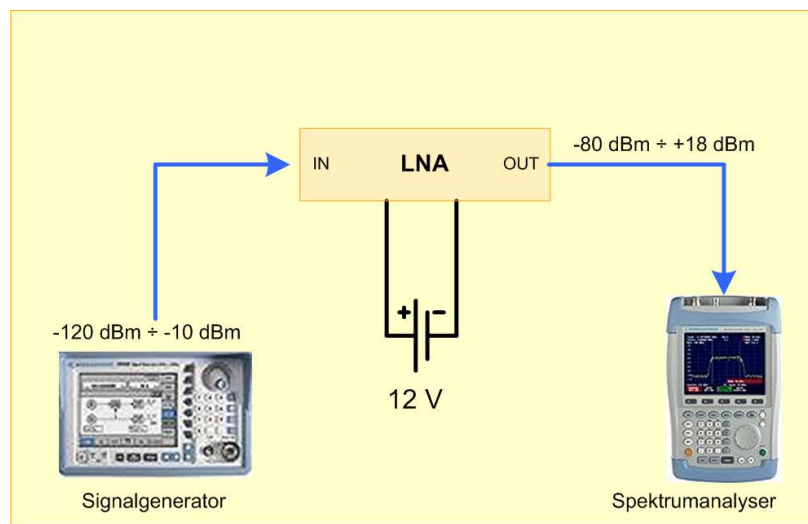 -80 dBm ÷ +18 dBm
IN
LNA
OUT
+
−
-120 dBm ÷ -10 dBm
12 V
Signalgenerator
Spektrumanalyser